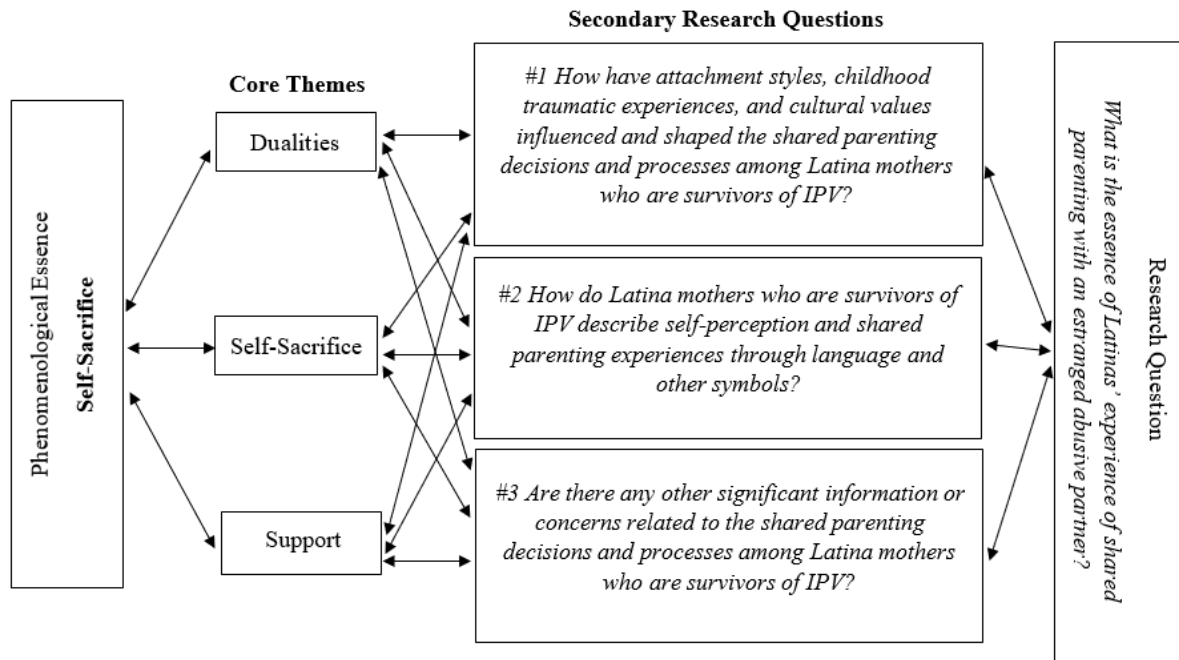 Phenomenological Essence
Self-Sacrifice
Core Themes
Dualities
Self-Sacrifice
Support
Secondary Research Questions
#1 How have attachment styles, childhood
traumatic experiences, and cultural values
influenced and shaped the shared parenting
decisions and processes among Latina mothers
who are survivors of IPV?
#2 How do Latina mothers who are survivors of
IPV describe self-perception and shared
parenting experiences through language and
other symbols?
#3 Are there any other significant information or
concerns related to the shared parenting
decisions and processes among Latina mothers
who are survivors of IPV?
Research Question
What is the essence of Latinas' experience of shared
parenting with an estranged abusive partner?